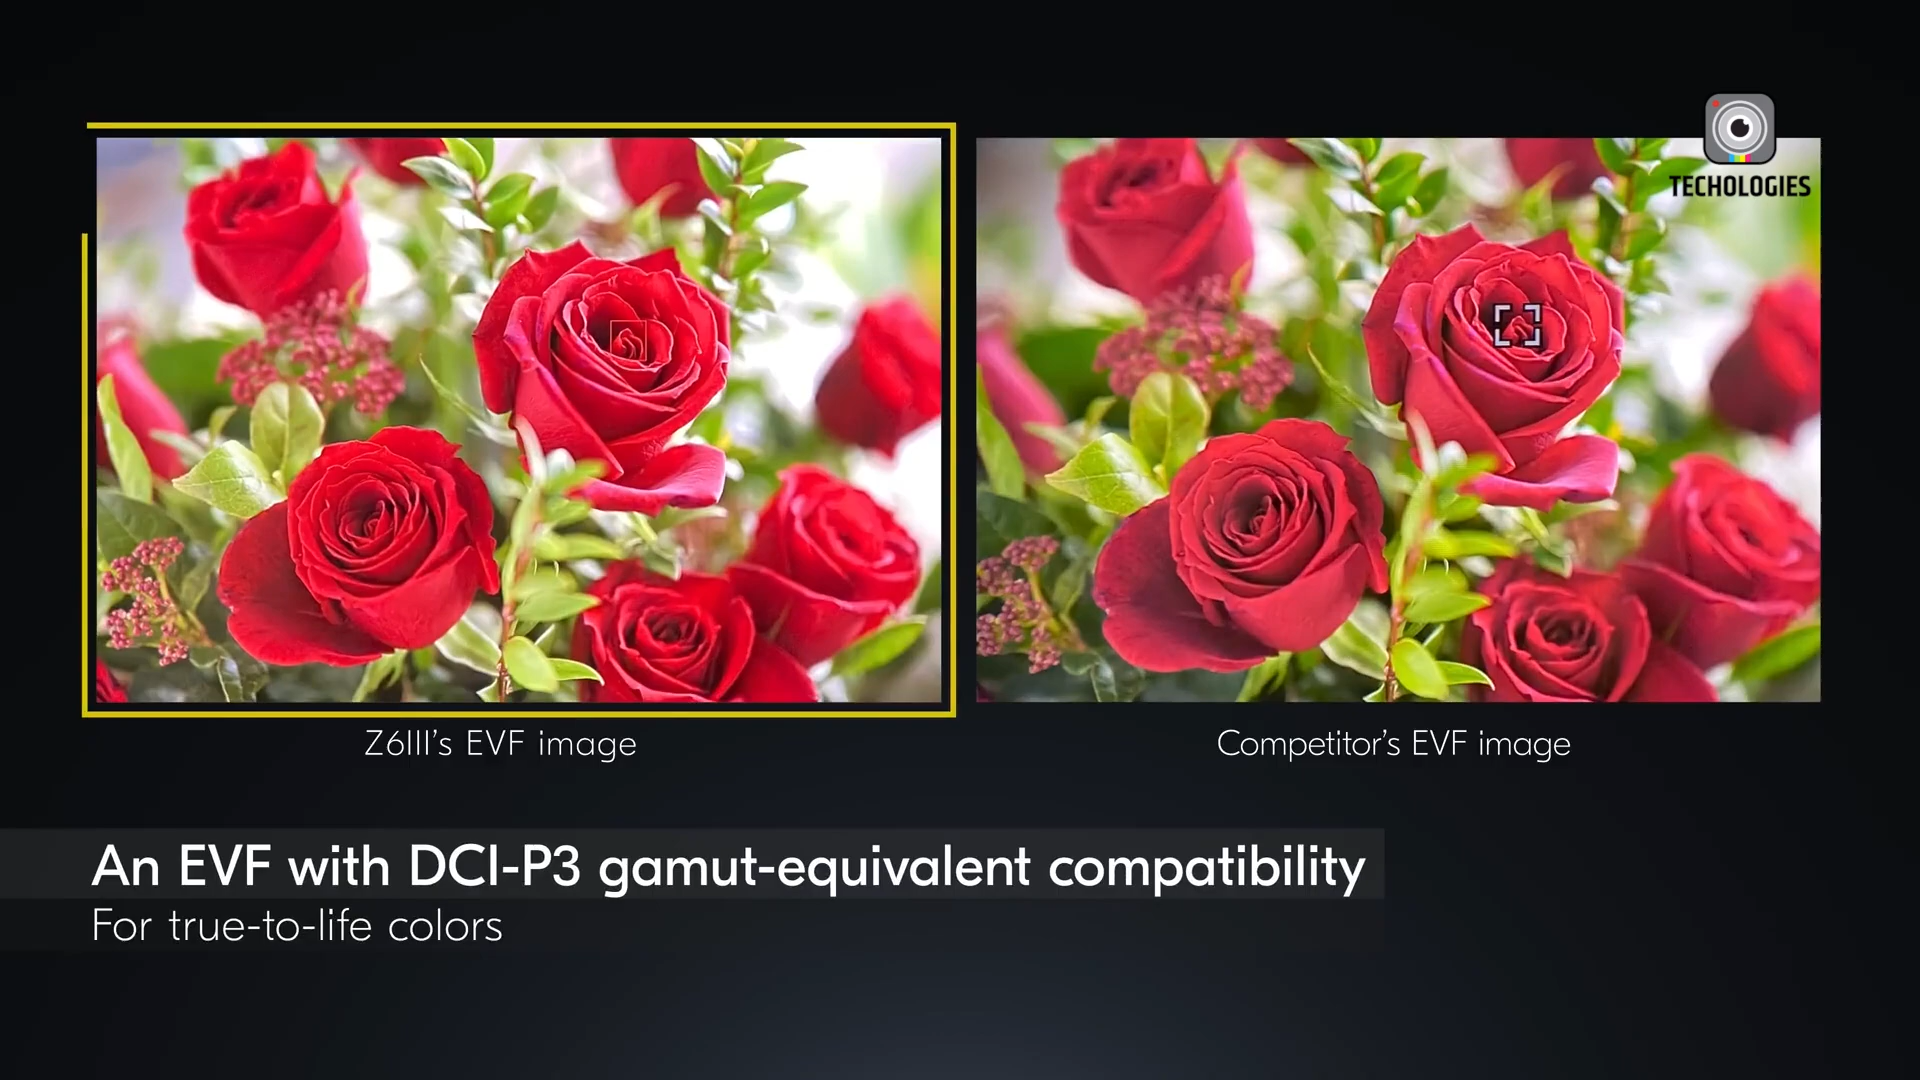 TECHOLOGIES
Z6III's EVF image
Competitor's EVF image
An EVF with DCI-P3 gamut-equivalent compatibility
For true-to-life colors